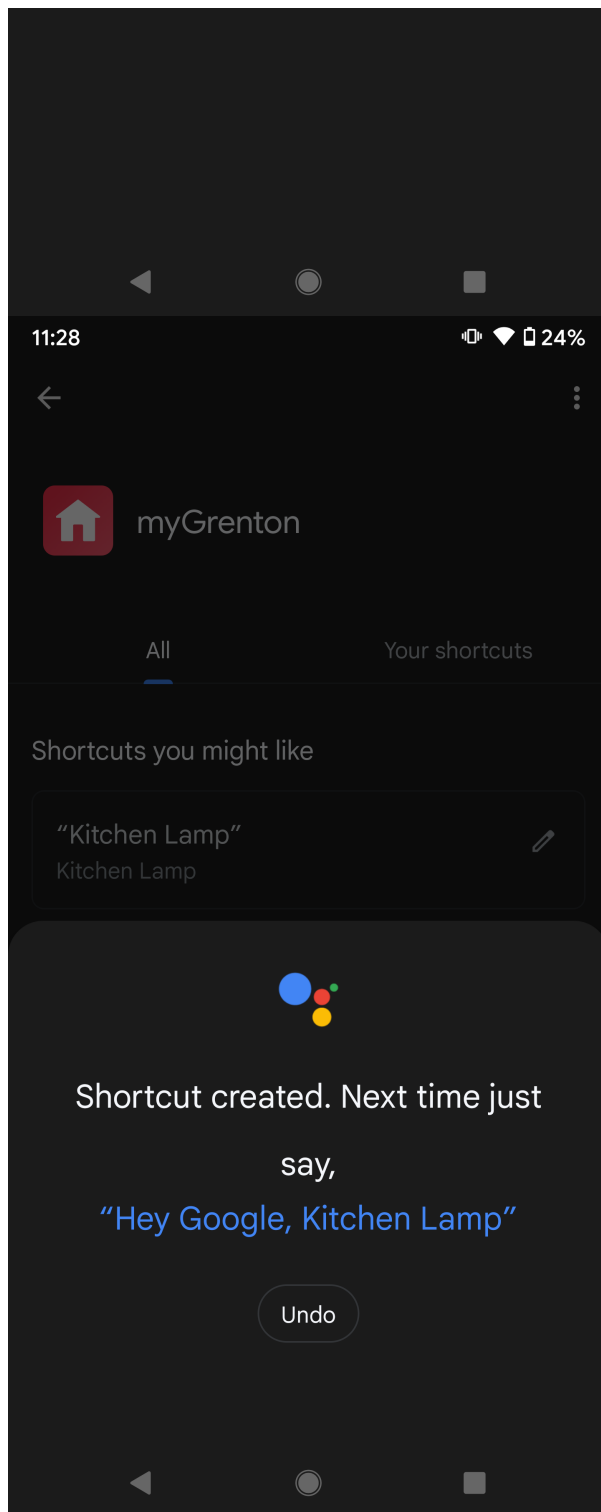 11:28
24%
myGrenton
All
Your shortcuts
Shortcuts you might like
“Kitchen Lamp”
Kitchen Lamp
Shortcut created. Next time just
say,
“Hey Google, Kitchen Lamp”
Undo